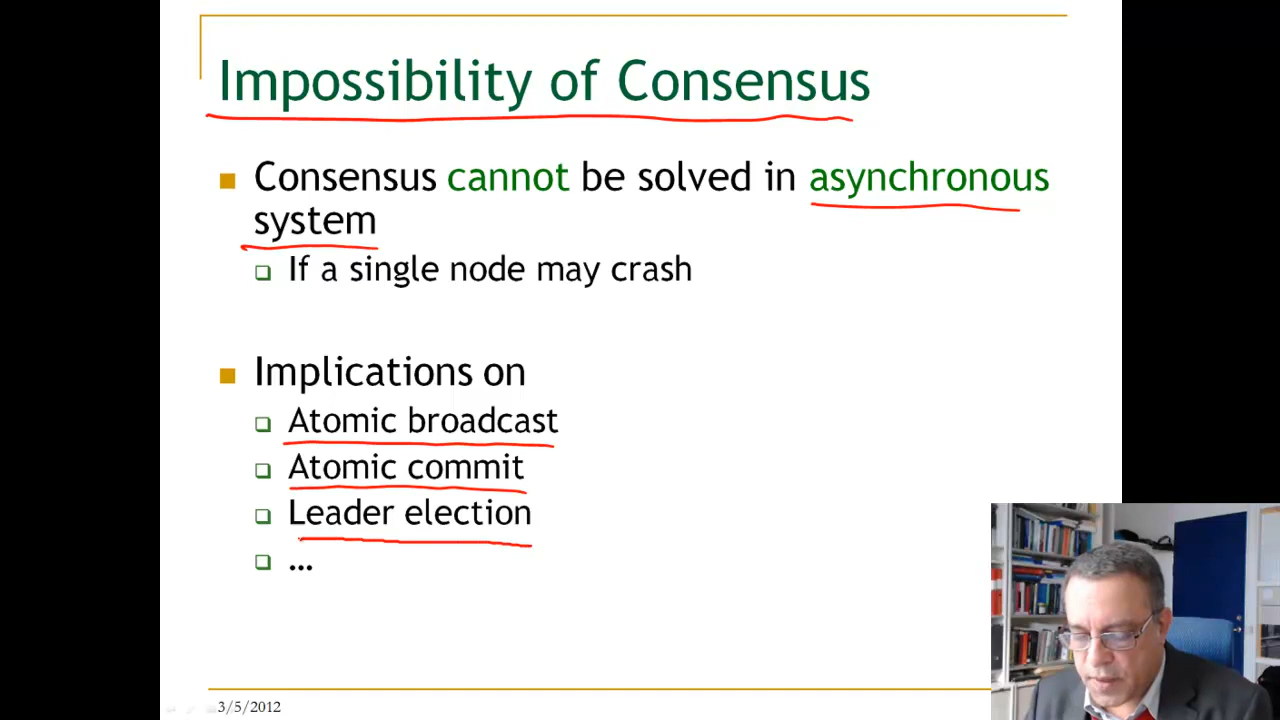 Impossibility of Consensus
Consensus cannot be solved in asynchronous
system
If a single node may crash
Implications on
Atomic broadcast
Atomic commit
Leader election
...
3/5/2012